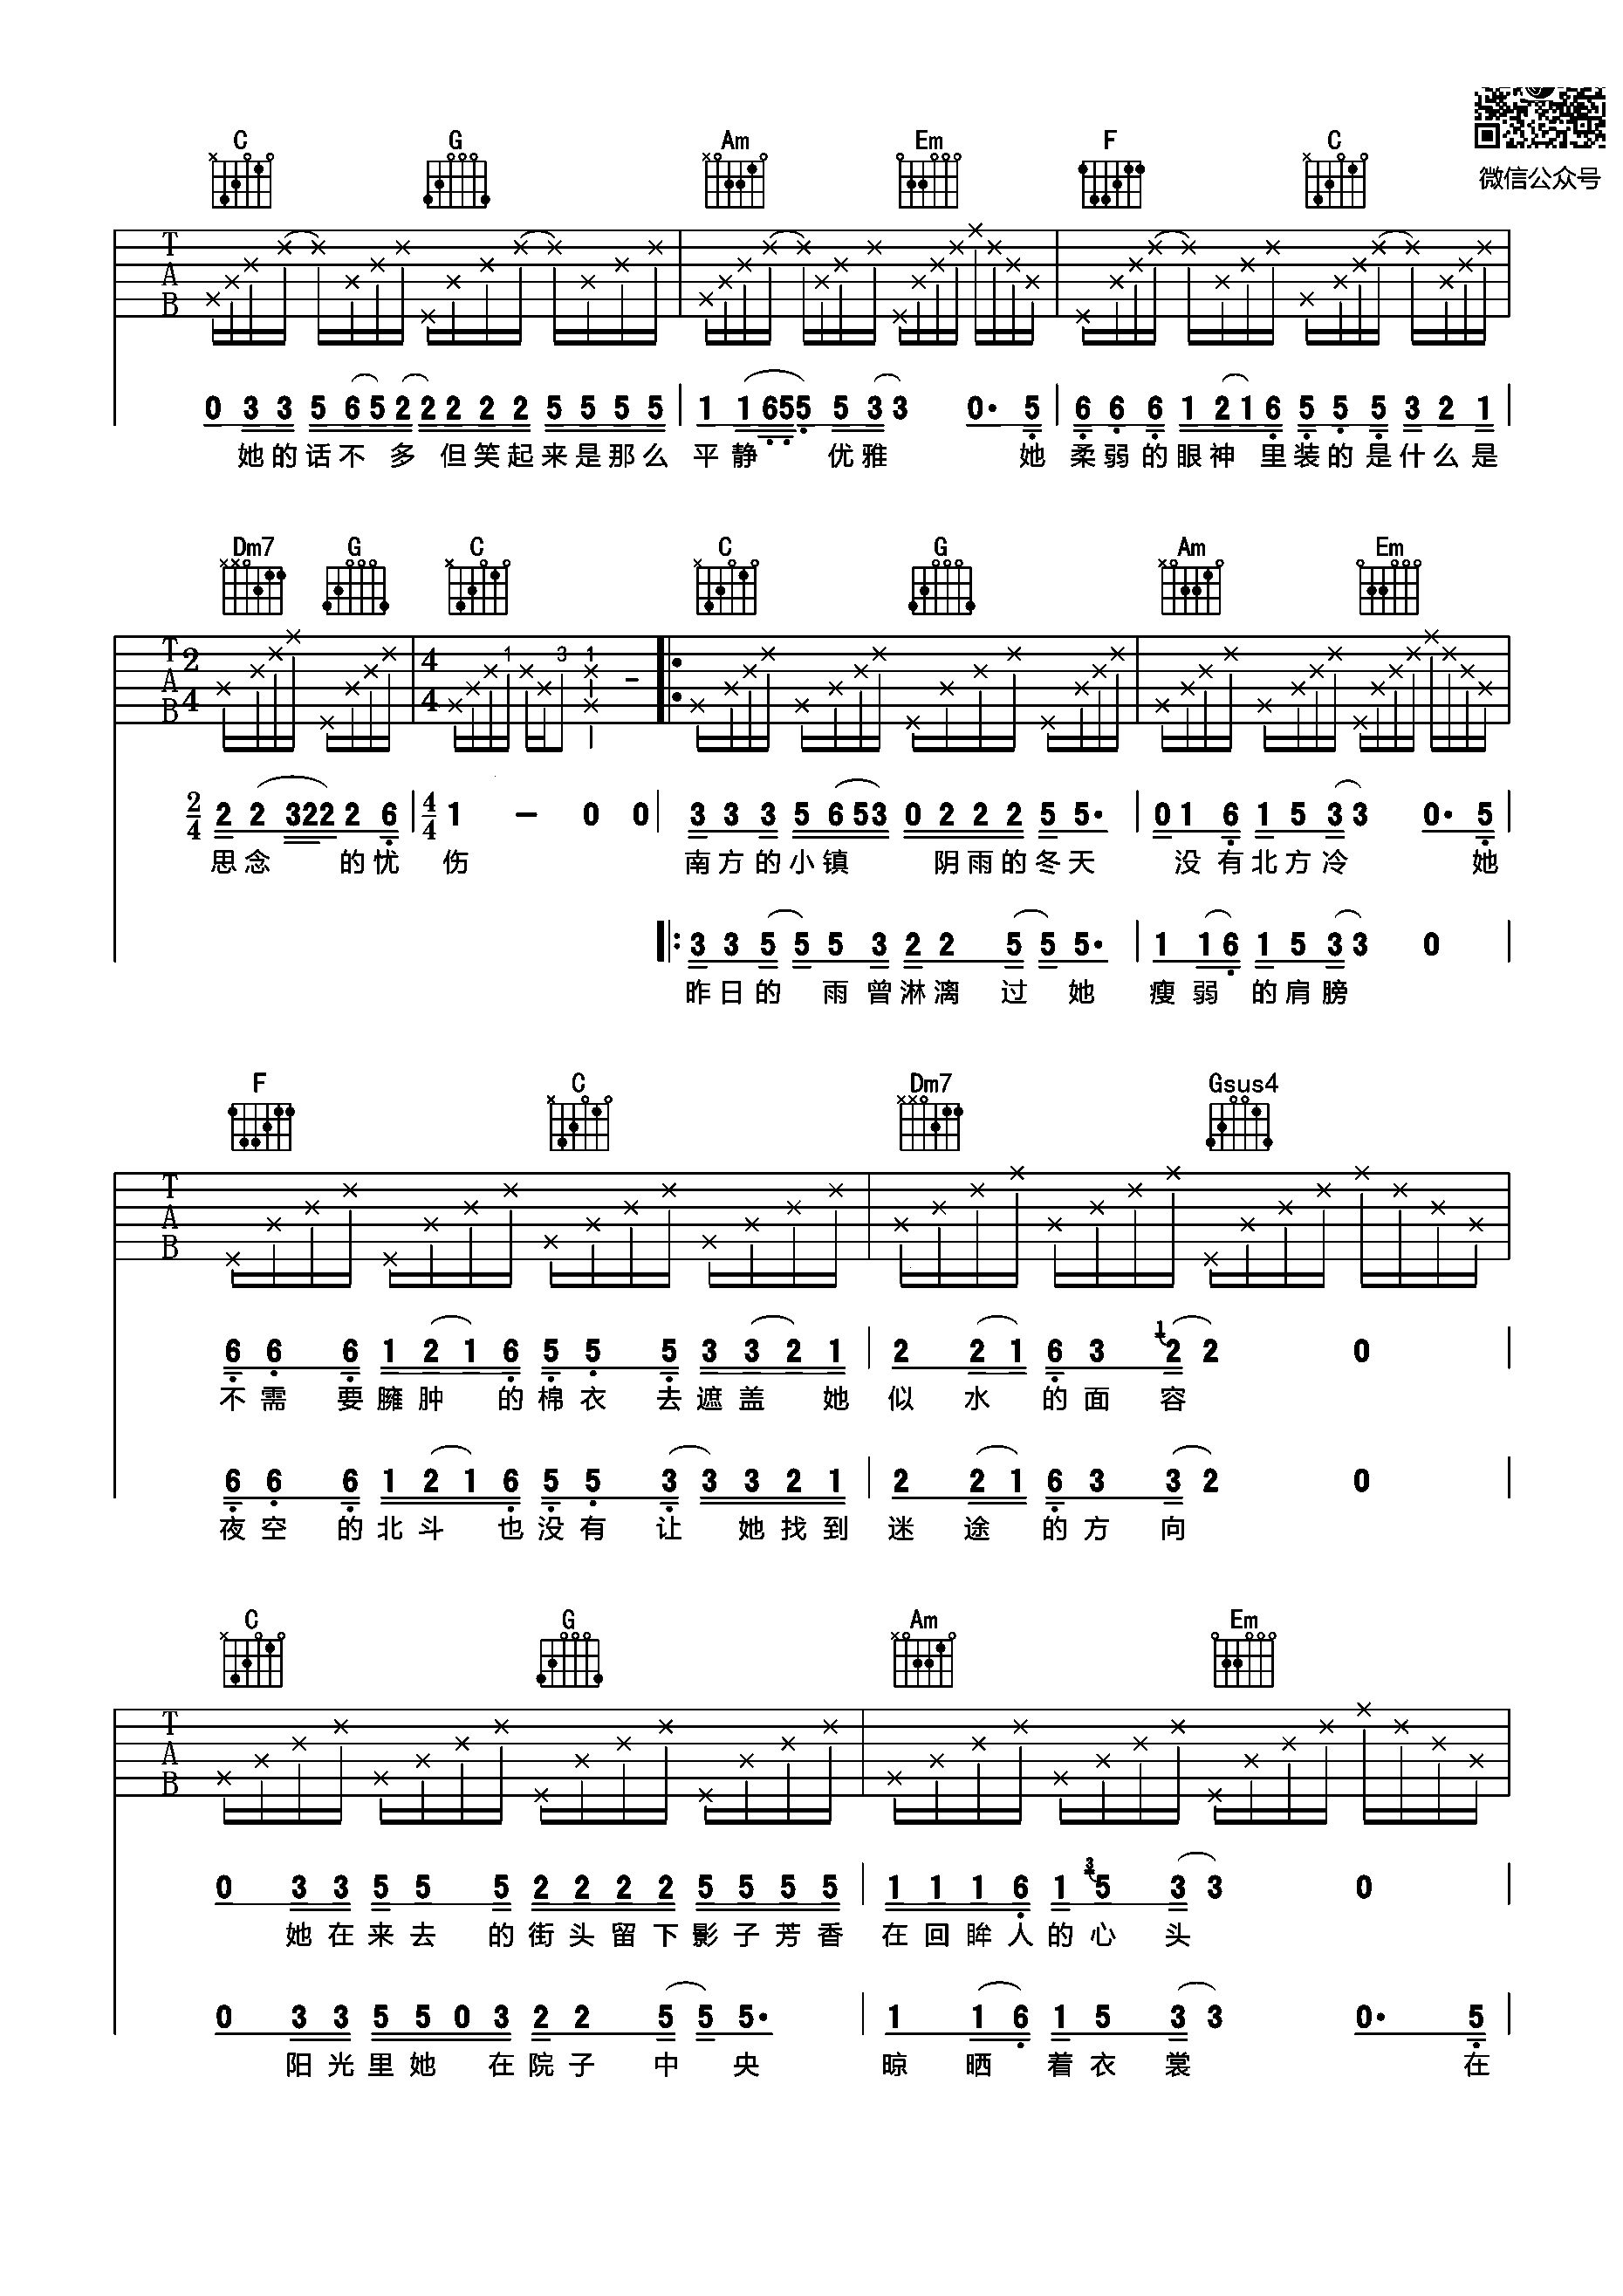 微信公众号
C G Am Em F C
T A B
0 3 3 5 6 5 2 2 2 2 2 5 5 5 5 1 1 6 5 5 5 3 3 0· 5 6 6 6 1 2 1 6 5 5 5 3 2 1
她的话不多但笑起来是那么平静优雅她柔弱的眼神里装的是什么是
Dm7 G C C G Am Em
T A B 2 4 4 4 1 3 1
2 4 2 2 3 2 2 2 6 4 4 1 – 0 0 3 3 3 5 6 5 3 0 2 2 2 5 5· 0 1 6 1 5 3 3 0· 5
思念的忧伤南方的小镇阴雨的冬天没有北方冷她
3 3 5 5 5 3 2 2 5 5 5· 1 1 6 1 5 3 3 0
昨日的雨曾淋漓过她瘦弱的肩膀
F C Dm7 Gsus4
T A B
6 6 6 1 2 1 6 5 5 5 3 3 2 1 2 2 1 6 3 1 2 2 0
不需要臃肿的棉衣去遮盖她似水的面容
6 6 6 1 2 1 6 5 5 3 3 3 2 1 2 2 1 6 3 3 2 0
夜空的北斗也没有让她找到迷途的方向
C G Am Em
T A B
0 3 3 5 5 5 2 2 2 2 5 5 5 5 1 1 1 6 1 3 5 3 3 0
她在来去的街头留下影子芳香在回眸人的心头
0 3 3 5 5 0 3 2 2 5 5 5· 1 1 6 1 5 3 3 0· 5
阳光里她在院子中央晾晒着衣裳在